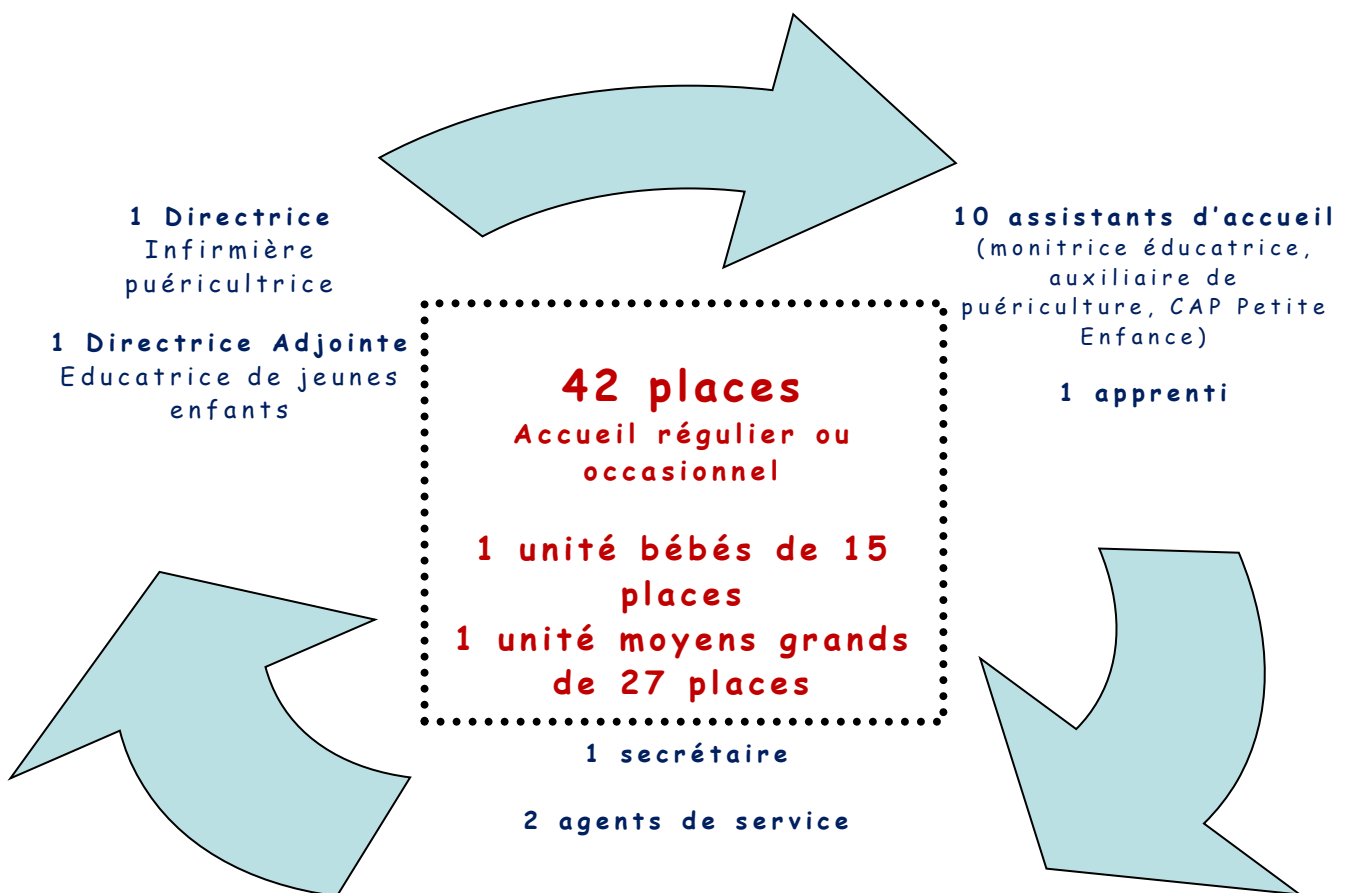 1 Directrice
Infirmière
puéricultrice
1 Directrice Adjointe
Educatrice de jeunes
enfants
10 assistants d’accueil
(monitrice éducatrice,
auxiliaire de
puériculture, CAP Petite
Enfance)
1 apprenti
42 places
Accueil régulier ou
occasionnel
1 unité bébés de 15
places
1 unité moyens grands
de 27 places
1 secrétaire
2 agents de service